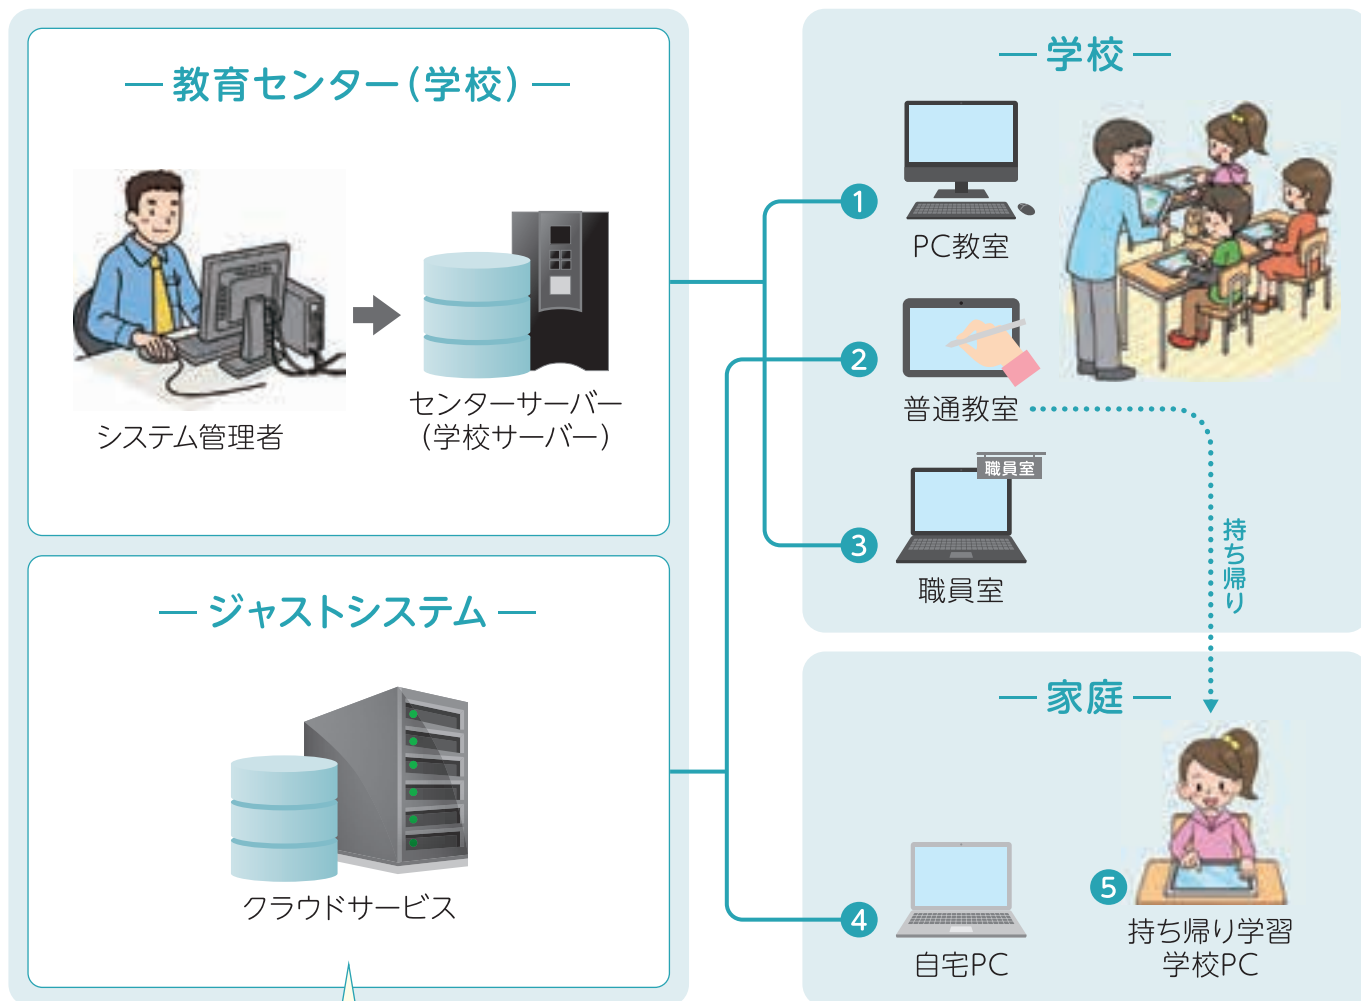 教育センター(学校)
システム管理者
センターサーバー
(学校サーバー)
ジャストシステム
クラウドサービス
学校
1
PC教室
2
普通教室
職員室
3
職員室
持ち帰り
家庭
4
自宅PC
5
持ち帰り学習
学校PC